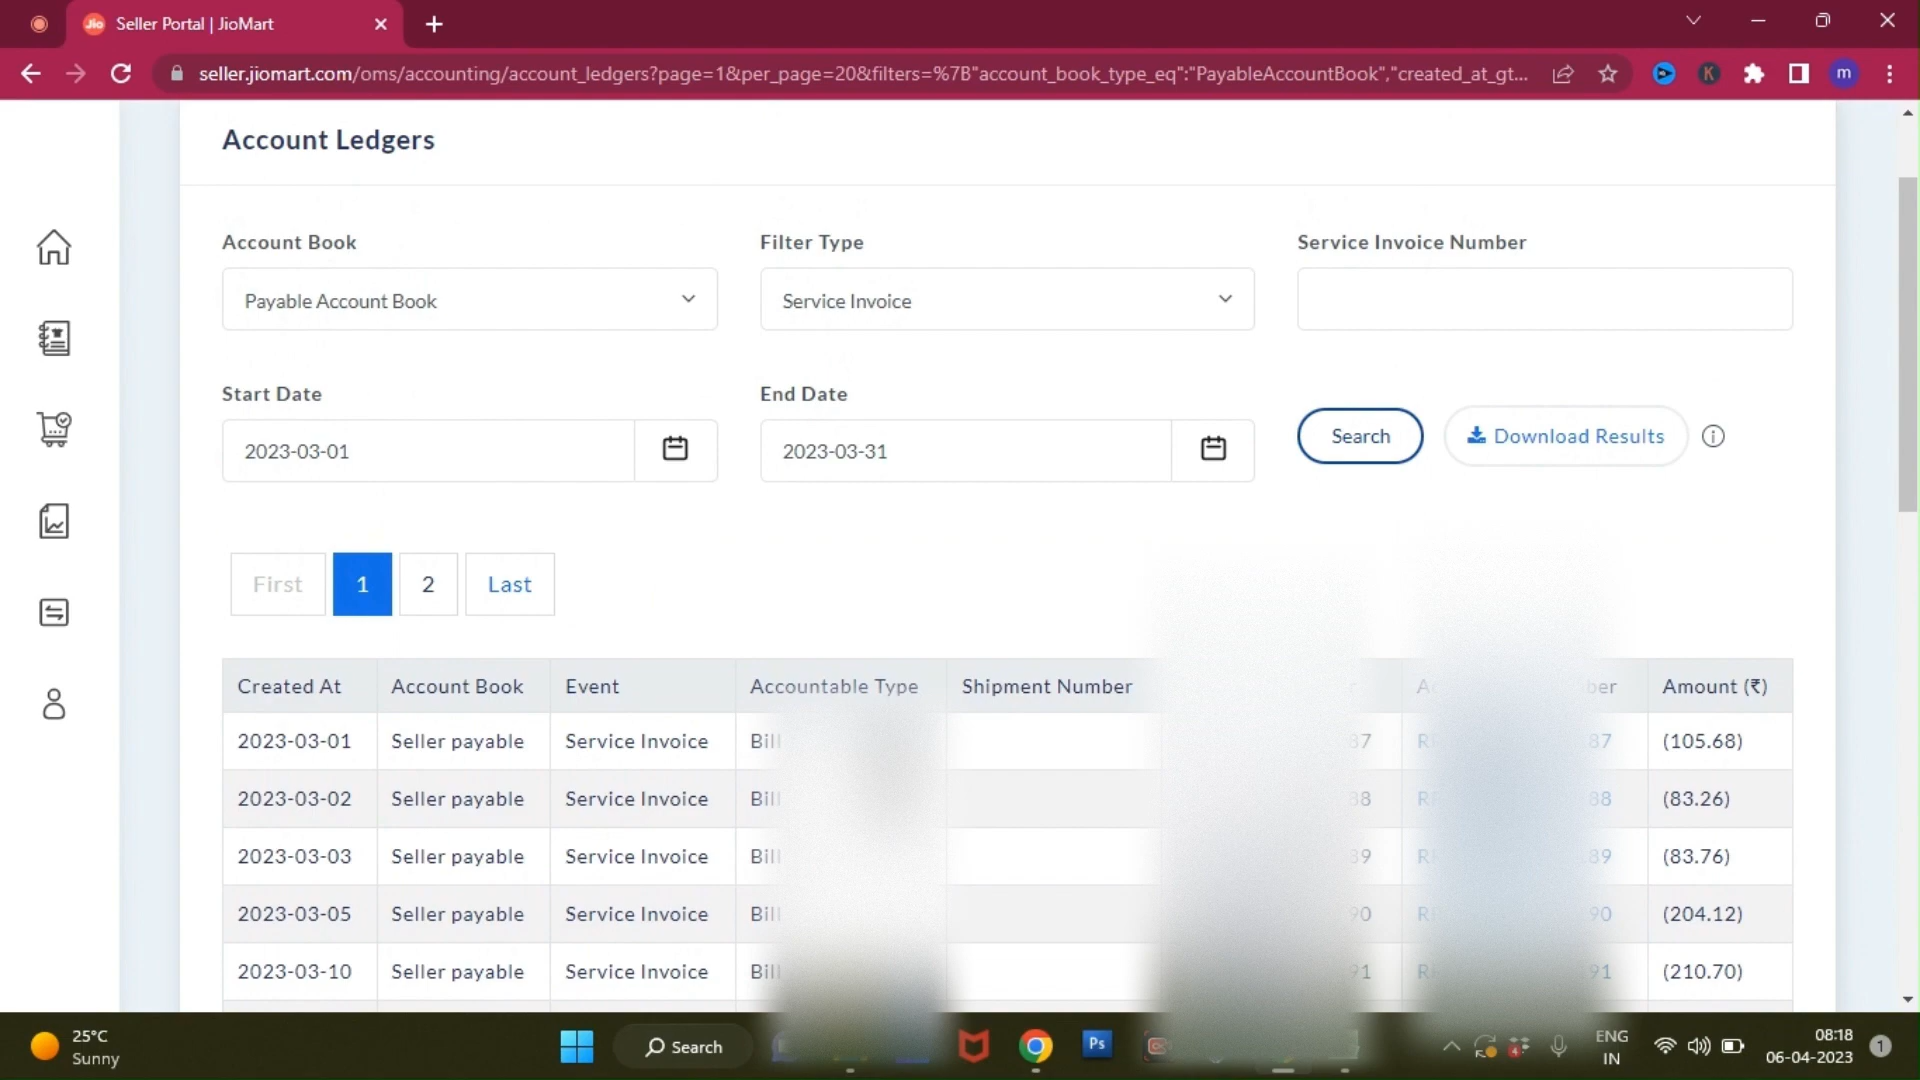 Seller Portal | JioMart
seller.jiomart.com/oms/accounting/account_ledgers?page=1&per_page=20&filters=%7B"account_book_type_eq":"PayableAccountBook","created_at_gt...
K
m
Account Ledgers
Account Book
Filter Type
Service Invoice Number
Payable Account Book
Service Invoice
Start Date
End Date
2023-03-01
2023-03-31
Search
Download Results
First 1 2 Last
Created At Account Book Event Accountable Type Shipment Number Amount (₹)
2023-03-01 Seller payable Service Invoice (105.68)
2023-03-02 Seller payable Service Invoice (83.26)
2023-03-03 Seller payable Service Invoice (83.76)
2023-03-05 Seller payable Service Invoice (204.12)
2023-03-10 Seller payable Service Invoice (210.70)
25°C
Sunny
Search
Ps
4
ENG
IN
08:18
06-04-2023
1